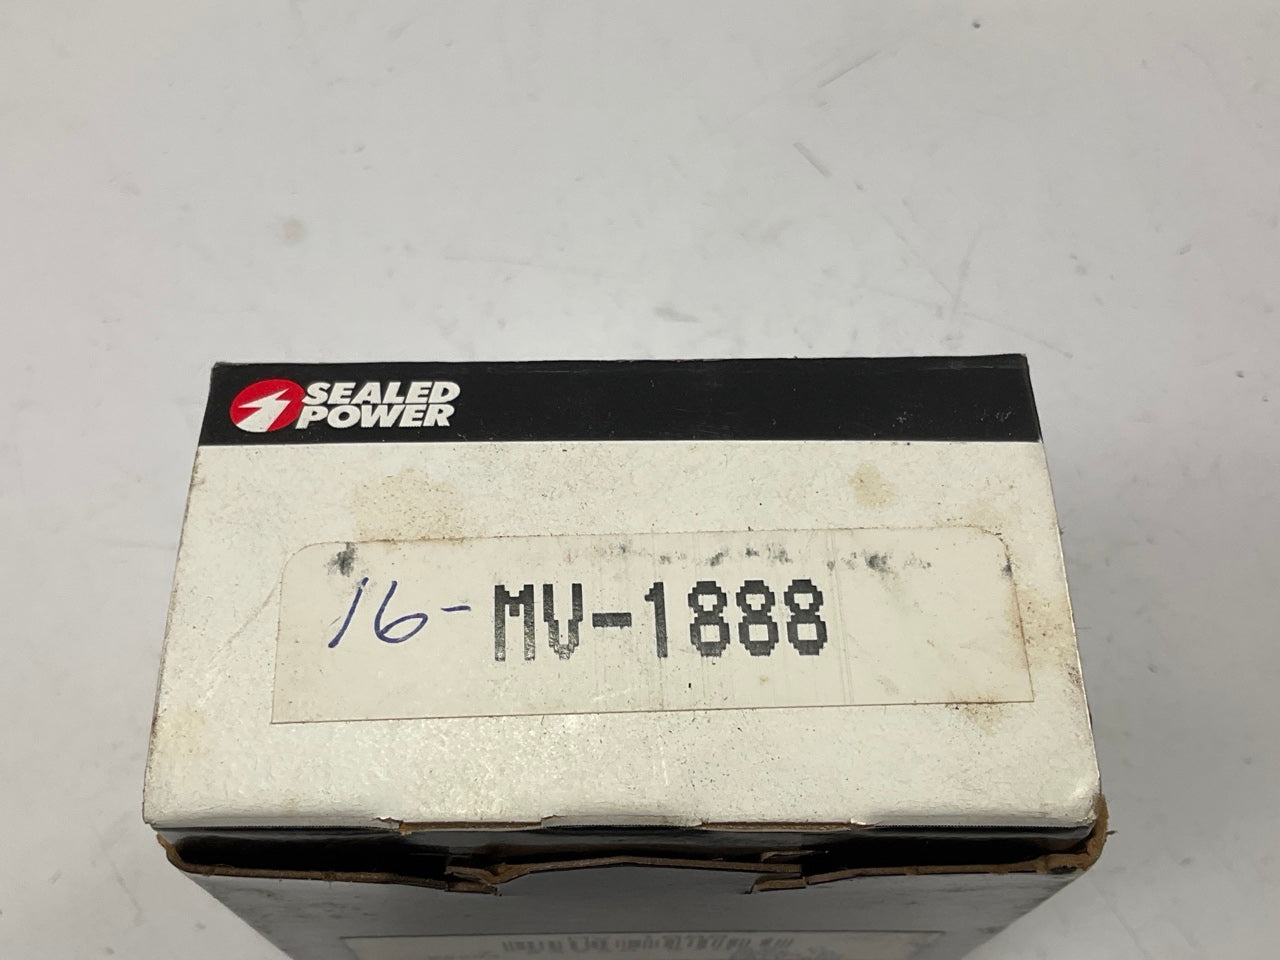 SEALED
POWER
16- MV-1888